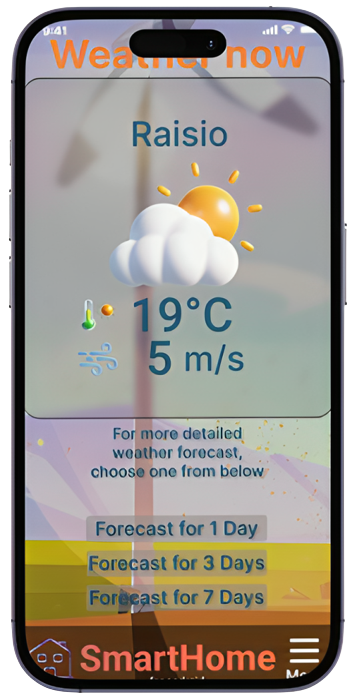 9:41
Weather now
Raisio
19°C
5 m/s
For more detailed
weather forecast,
choose one from below
Forecast for 1 Day
Forecast for 3 Days
Forecast for 7 Days
SmartHome